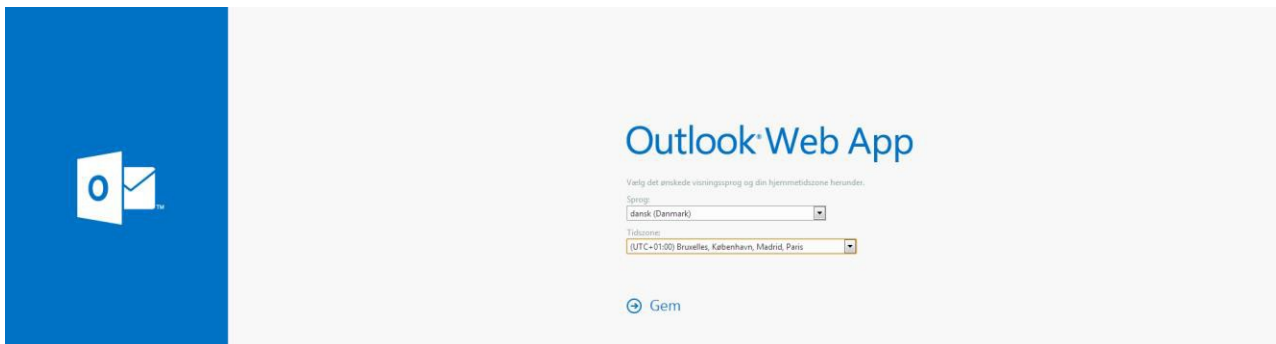 Outlook® Web App
O
TM
Vælg det ønskede visningssprog og din hjemmetidszone herunder.
Sprog:
dansk (Danmark)
Tidszone:
(UTC+01:00) Bruxelles, København, Madrid, Paris
Gem